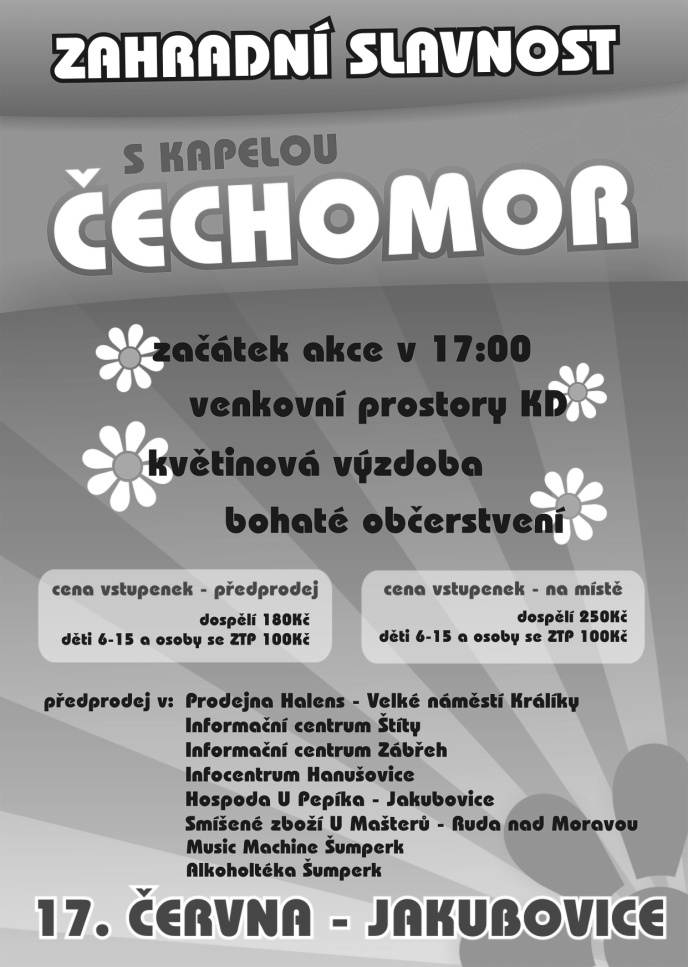 ZAHRADNÍ SLAVNOST
S KAPELOU
ČECHOMOR
začátek akce v 17:00
venkovní prostory KD
květinová výzdoba
bohaté občerstvení
cena vstupenek - předprodej
dospělí 180Kč
děti 6-15 a osoby se ZTP 100Kč
cena vstupenek - na místě
dospělí 250Kč
děti 6-15 a osoby se ZTP 100Kč
předprodej v: Prodejna Halens - Velké náměstí Králíky
Informační centrum Štíty
Informační centrum Zábřeh
Infocentrum Hanušovice
Hospoda U Pepíka - Jakubovice
Smíšené zboží U Mašterů - Ruda nad Moravou
Music Machine Šumperk
Alkoholtéka Šumperk
17. ČERVNA - JAKUBOVICE